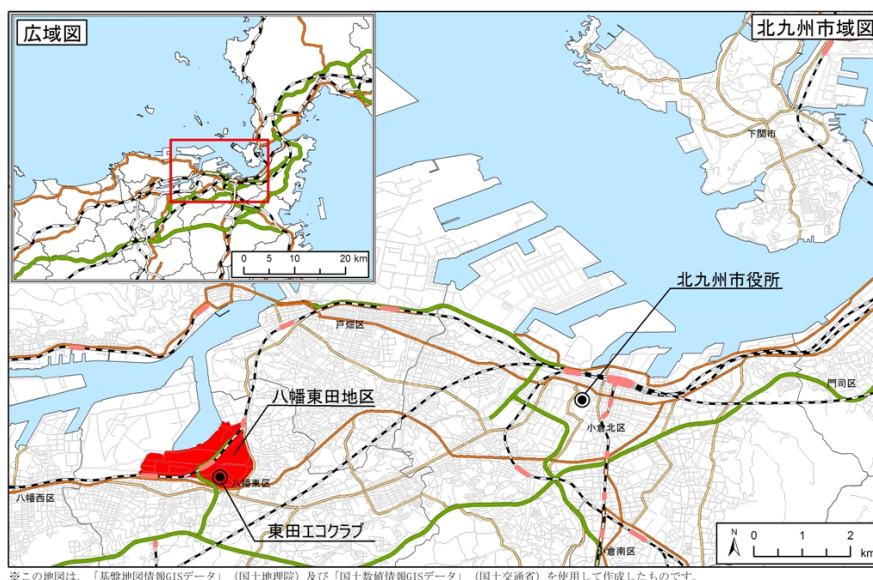 広域図
0 5 10 20 km
北九州市域図
下関市
北九州市役所
戸畑区
門司区
小倉北区
八幡東田地区
八幡西区
八幡東区
東田エコクラブ
小倉南区
N
0 1 2 km
※この地図は、「基盤地図情報GISデータ」(国土地理院)及び「国土数値情報GISデータ」(国土交通省)を使用して作成したものです。